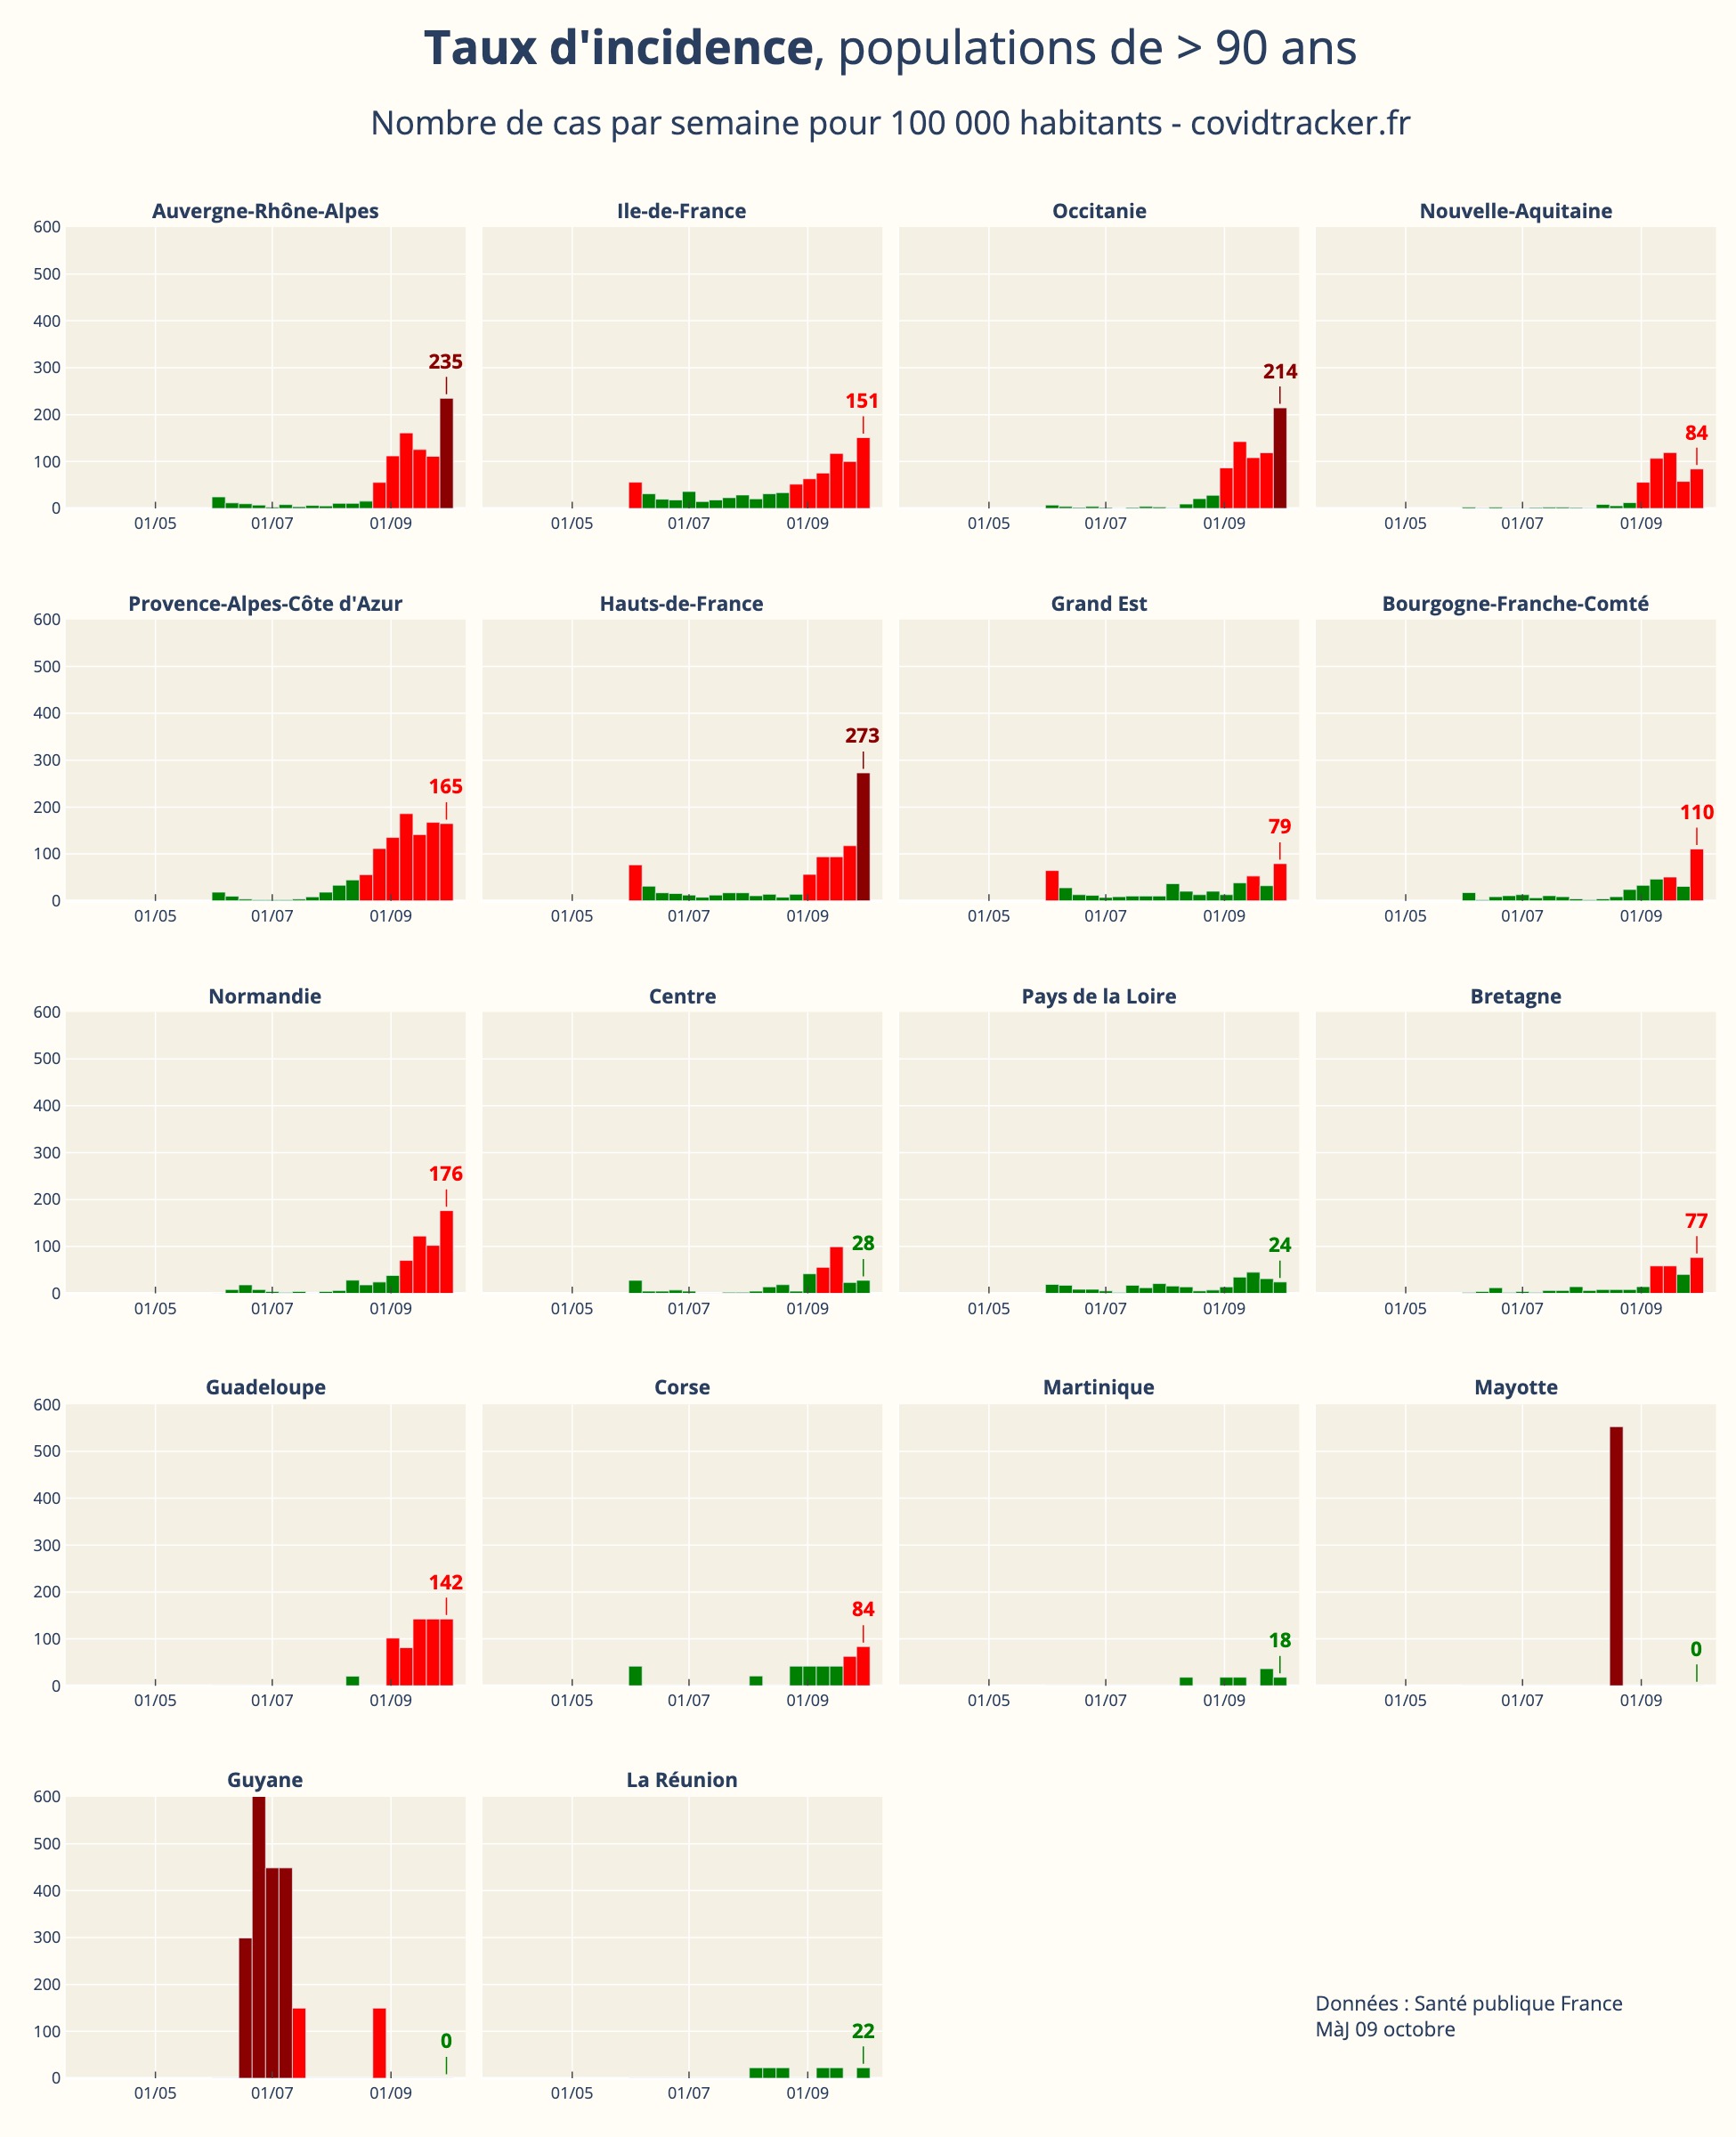 Taux d'incidence, populations de > 90 ans
Nombre de cas par semaine pour 100 000 habitants - covidtracker.fr
Auvergne-Rhône-Alpes
Ile-de-France
Occitanie
Nouvelle-Aquitaine
600
500
400
300
200
100
0
235
151
214
84
01/05 01/07 01/09
01/05 01/07 01/09
01/05 01/07 01/09
01/05 01/07 01/09
Provence-Alpes-Côte d'Azur
Hauts-de-France
Grand Est
Bourgogne-Franche-Comté
600
500
400
300
200
100
0
165
273
79
110
01/05 01/07 01/09
01/05 01/07 01/09
01/05 01/07 01/09
01/05 01/07 01/09
Normandie
Centre
Pays de la Loire
Bretagne
600
500
400
300
200
100
0
176
28
24
77
01/05 01/07 01/09
01/05 01/07 01/09
01/05 01/07 01/09
01/05 01/07 01/09
Guadeloupe
Corse
Martinique
Mayotte
600
500
400
300
200
100
0
142
84
18
0
01/05 01/07 01/09
01/05 01/07 01/09
01/05 01/07 01/09
01/05 01/07 01/09
Guyane
La Réunion
600
500
400
300
200
100
0
0
22
01/05 01/07 01/09
01/05 01/07 01/09
Données : Santé publique France
MàJ 09 octobre